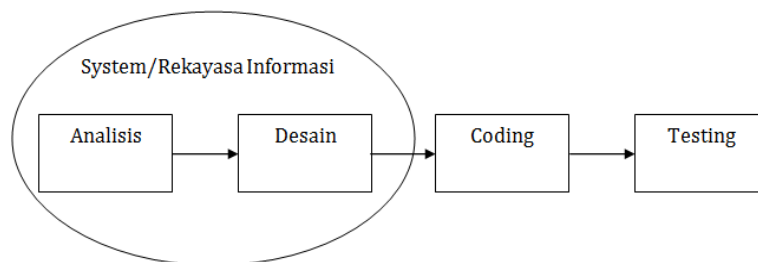 System/Rekayasa Informasi
Analisis
Desain
Coding
Testing